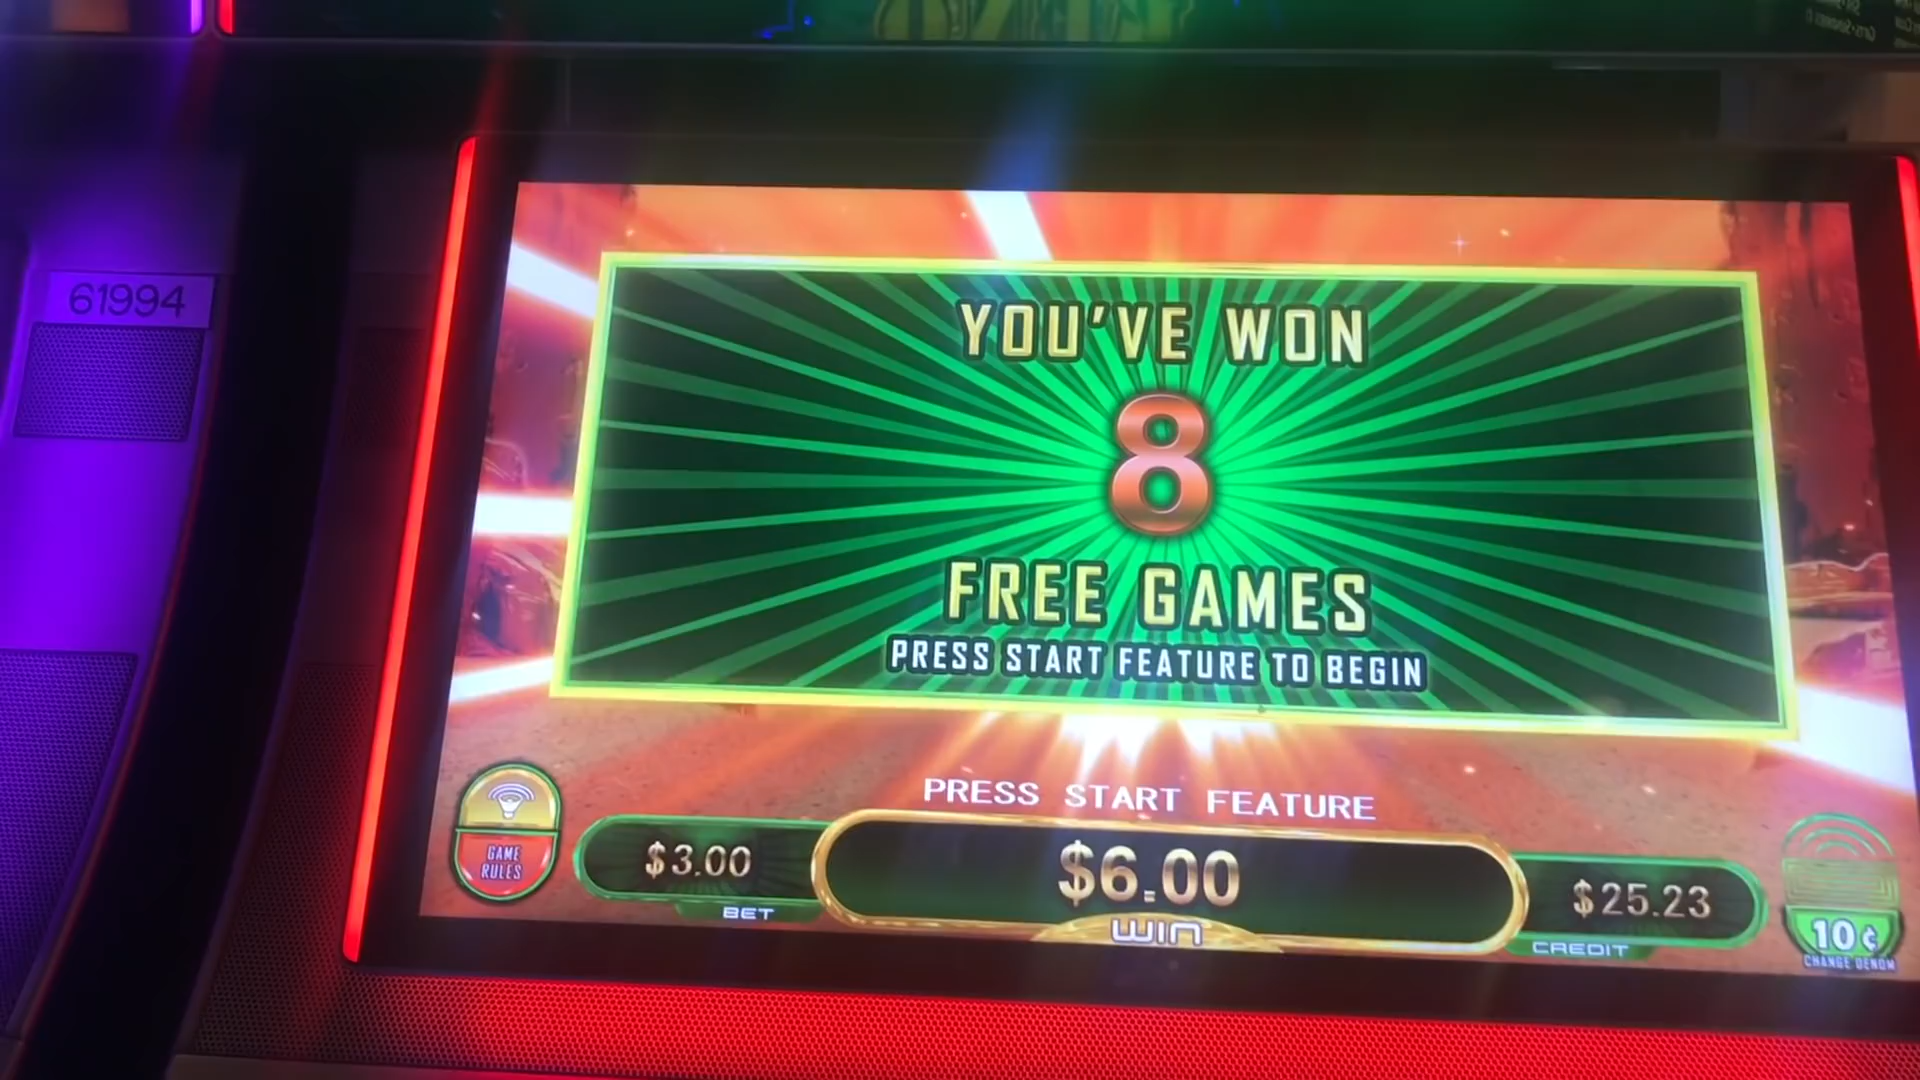 61994
YOU'VE WON
8
FREE GAMES
PRESS START FEATURE TO BEGIN
PRESS START FEATURE
GAME
RULES
$3.00
BET
$6.00
WIN
$25.23
CREDIT
10¢
CHANGE DENOM